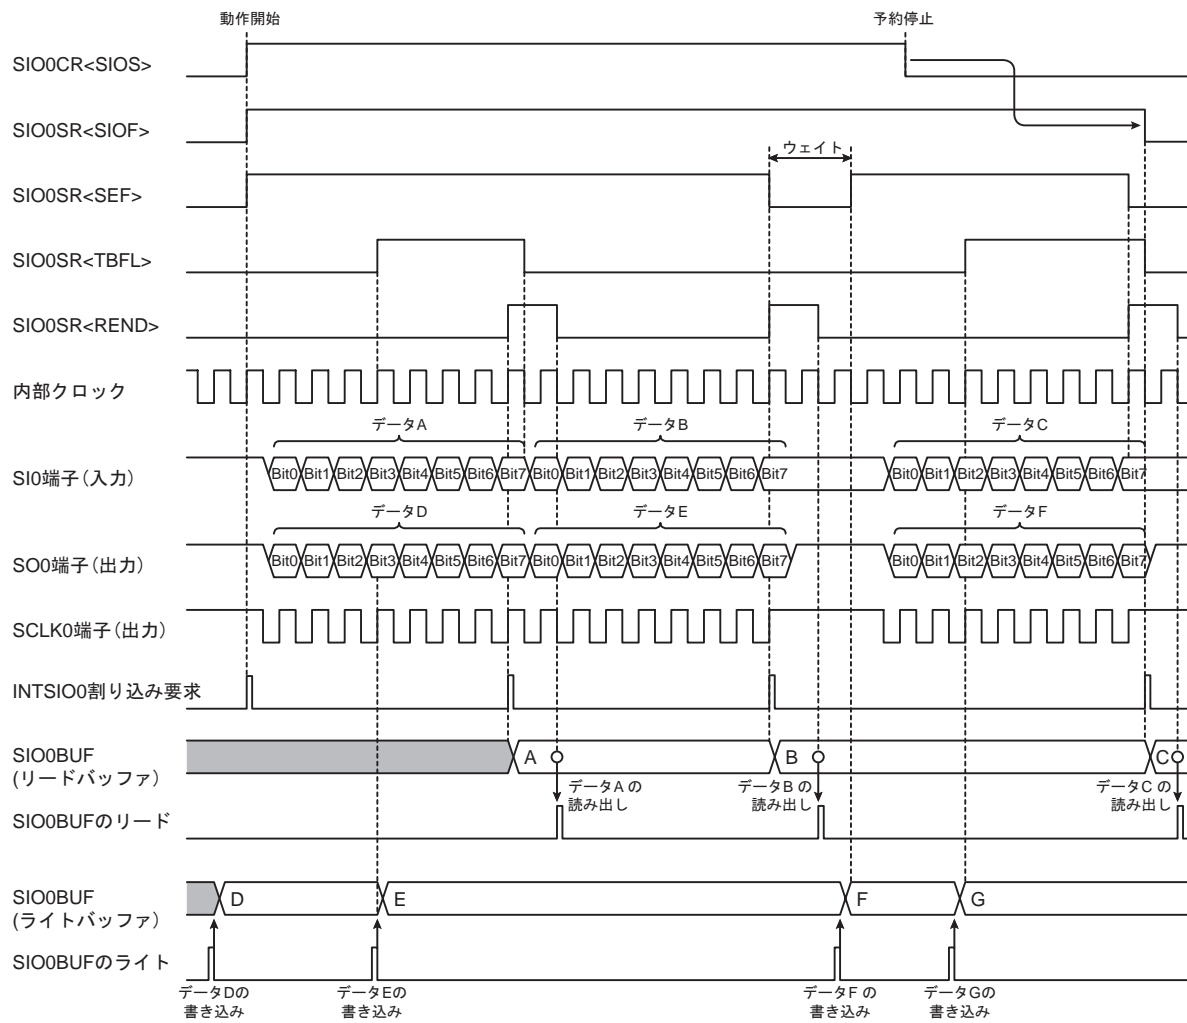 動作開始
予約停止
SIO0CR<SIOS>
SIO0SR<SIOF>
ウェイト
SIO0SR<SEF>
SIO0SR<TBFL>
SIO0SR<REND>
内部クロック
データA
データB
データC
SI0端子(入力)
Bit0 Bit1 Bit2 Bit3 Bit4 Bit5 Bit6 Bit7 Bit0 Bit1 Bit2 Bit3 Bit4 Bit5 Bit6 Bit7 Bit0 Bit1 Bit2 Bit3 Bit4 Bit5 Bit6 Bit7
データD
データE
データF
SO0端子(出力)
Bit0 Bit1 Bit2 Bit3 Bit4 Bit5 Bit6 Bit7 Bit0 Bit1 Bit2 Bit3 Bit4 Bit5 Bit6 Bit7 Bit0 Bit1 Bit2 Bit3 Bit4 Bit5 Bit6 Bit7
SCLK0端子(出力)
INTSIO0割り込み要求
SIO0BUF
(リードバッファ)
A
B
C
データA の
読み出し
データB の
読み出し
データC の
読み出し
SIO0BUFのリード
SIO0BUF
(ライトバッファ)
D
E
F
G
SIO0BUFのライト
データDの
書き込み
データEの
書き込み
データF の
書き込み
データGの
書き込み